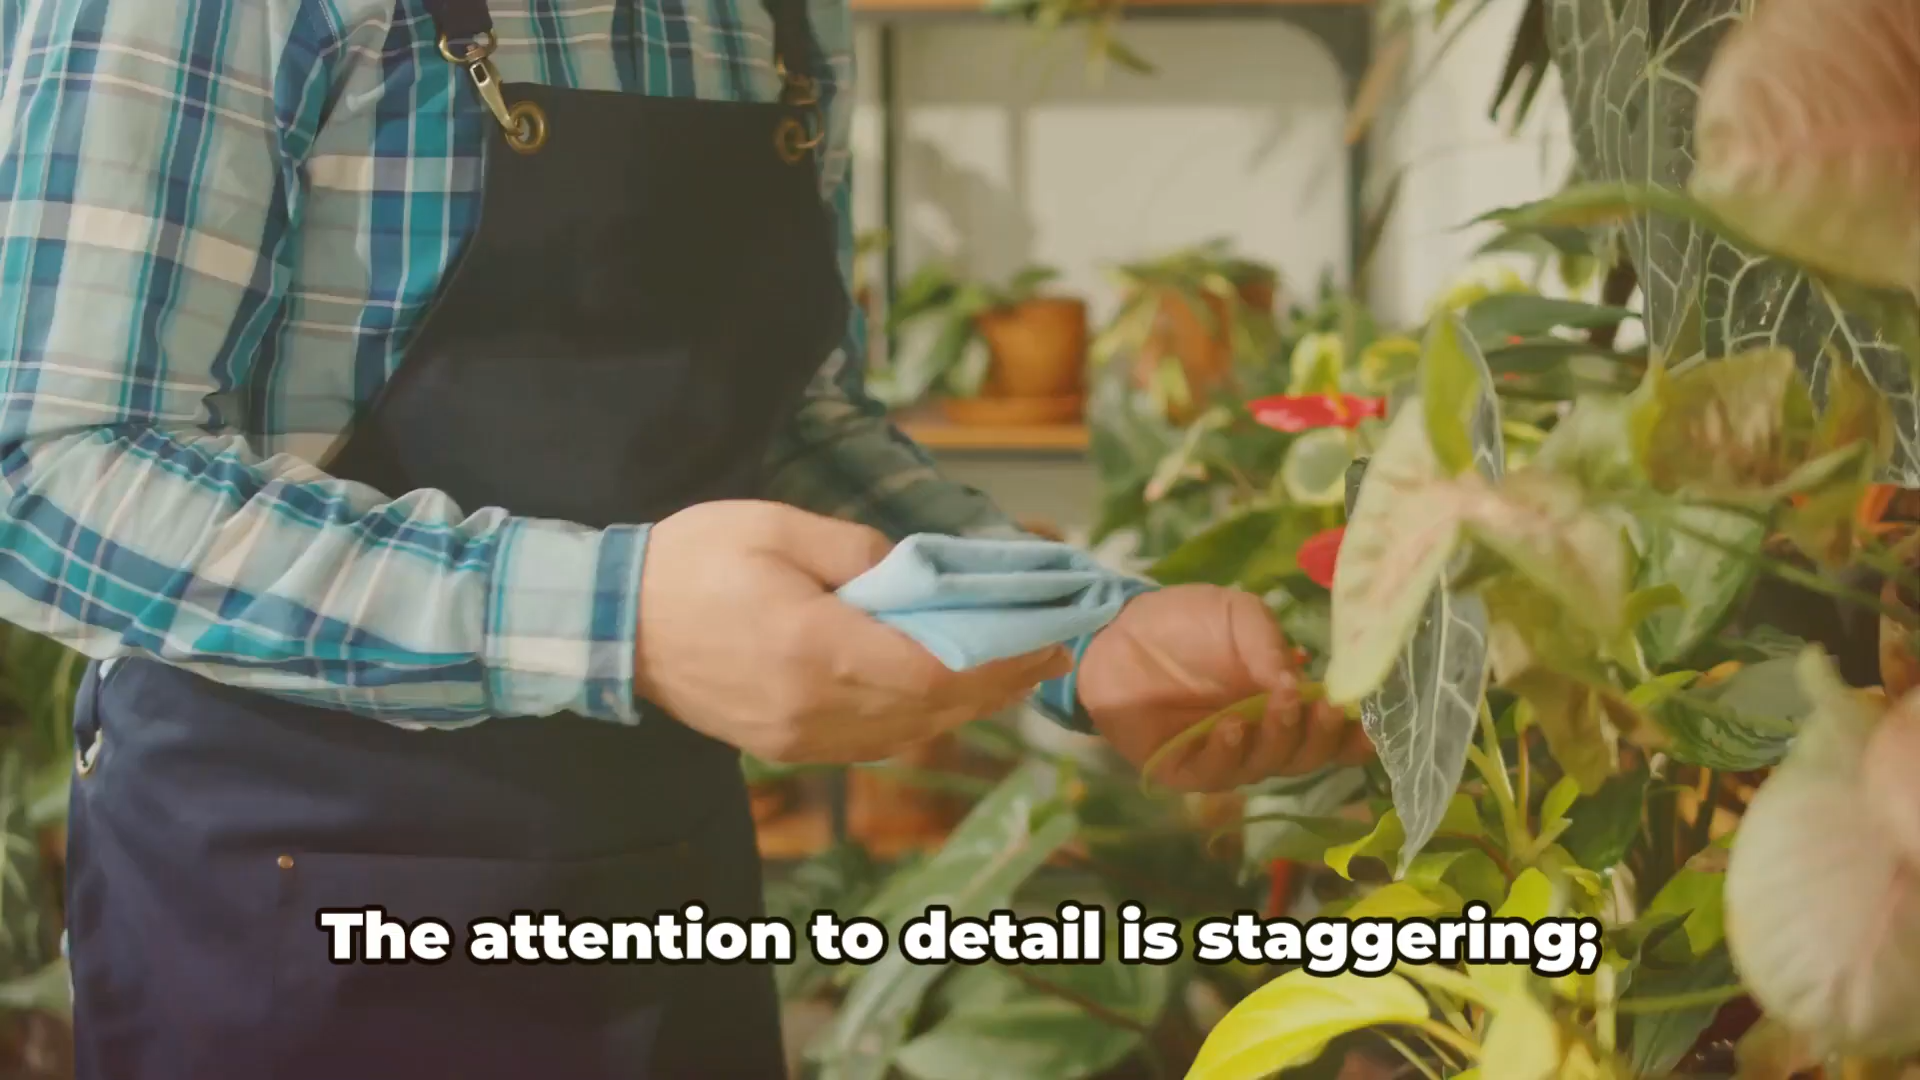 The attention to detail is staggering;